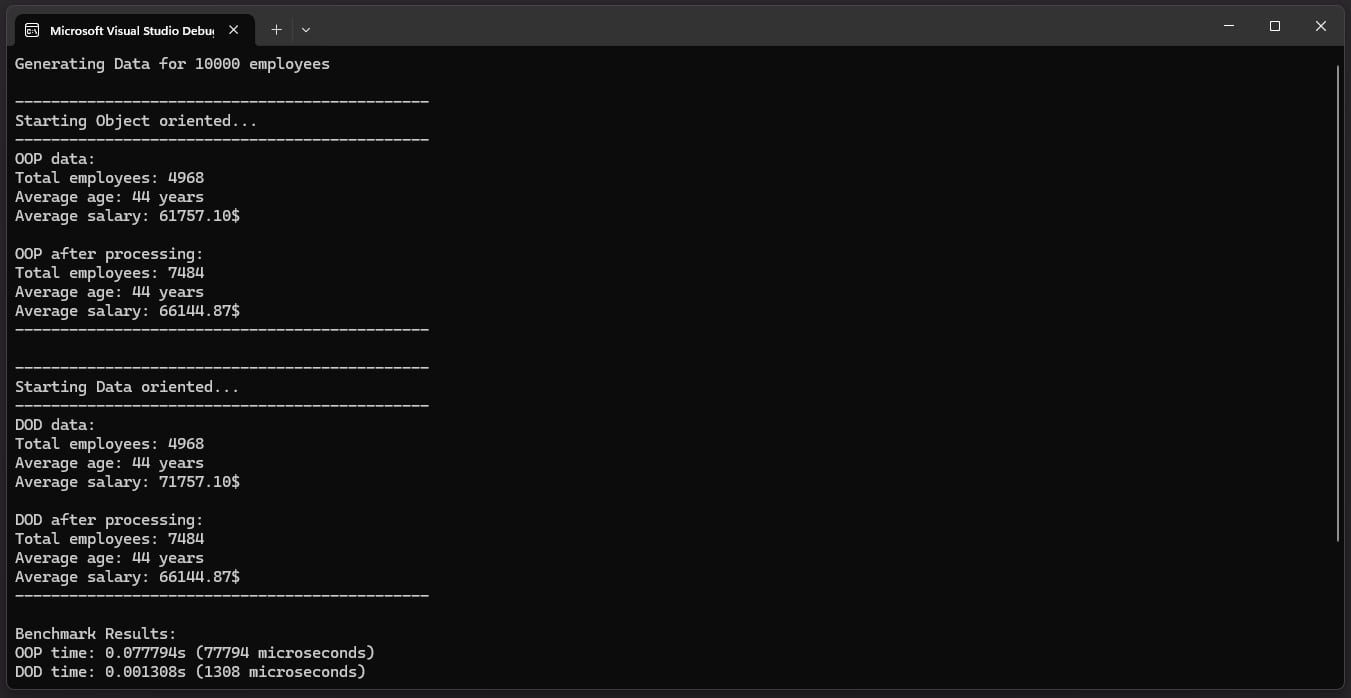 Microsoft Visual Studio Debu
Generating Data for 10000 employees
----------------------------------------------
Starting Object oriented...
----------------------------------------------
OOP data:
Total employees: 4968
Average age: 44 years
Average salary: 61757.10$
OOP after processing:
Total employees: 7484
Average age: 44 years
Average salary: 66144.87$
----------------------------------------------
----------------------------------------------
Starting Data oriented...
----------------------------------------------
DOD data:
Total employees: 4968
Average age: 44 years
Average salary: 71757.10$
DOD after processing:
Total employees: 7484
Average age: 44 years
Average salary: 66144.87$
----------------------------------------------
Benchmark Results:
OOP time: 0.077794s (77794 microseconds)
DOD time: 0.001308s (1308 microseconds)